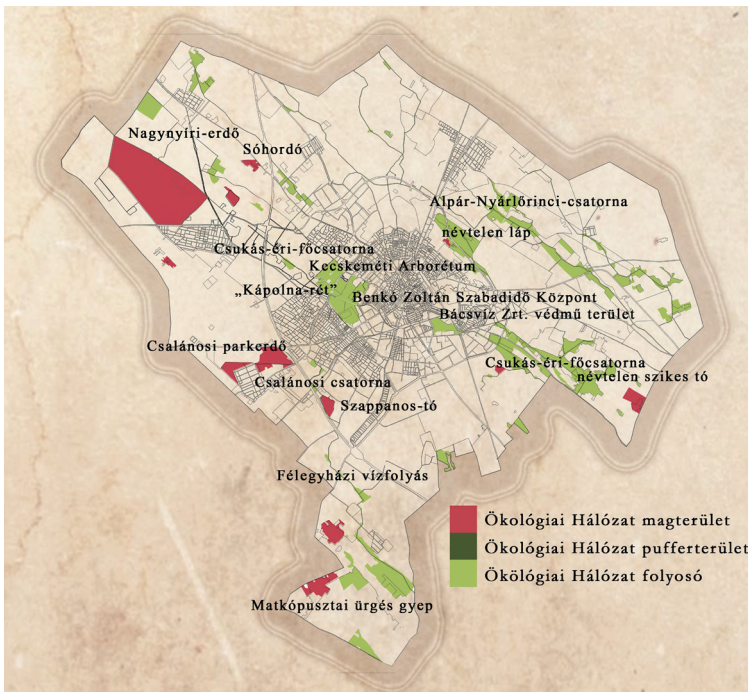 Nagynyíri-erdő
Sóhordó
Alpár-Nyárlőrinci-csatorna
névtelen láp
Csukás-éri-főcsatorna
Kecskeméti Arborétum
„Kápolna-rét”
Benkó Zoltán Szabadidő Központ
Bácsvíz Zrt. védmű terület
Csalánosi parkerdő
Csukás-éri-főcsatorna
névtelen szikes tó
Csalánosi csatorna
Szappanos-tó
Félegyházi vízfolyás
Ökológiai Hálózat magterület
Ökológiai Hálózat pufferterület
Ökölógiai Hálózat folyosó
Matkópusztai ürgés gyep